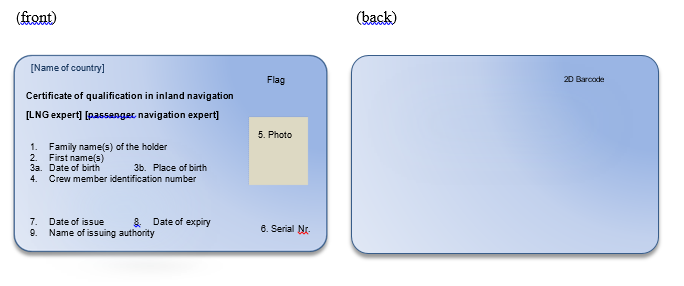 (front)
(back)
[Name of country]
Flag
2D Barcode
Certificate of qualification in inland navigation
[LNG expert] [passenger navigation expert]
5. Photo
1. Family name(s) of the holder
2. First name(s)
3a. Date of birth 3b. Place of birth
4. Crew member identification number
7. Date of issue 8. Date of expiry
9. Name of issuing authority
6. Serial Nr.